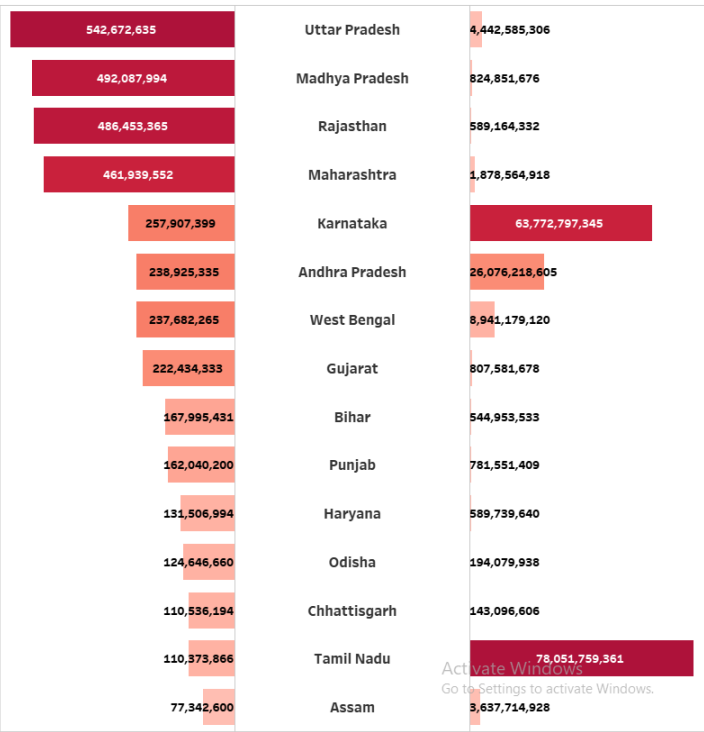 542,672,635 Uttar Pradesh 4,442,585,306
492,087,994 Madhya Pradesh 824,851,676
486,453,365 Rajasthan 589,164,332
461,939,552 Maharashtra 1,878,564,918
257,907,399 Karnataka 63,772,797,345
238,925,335 Andhra Pradesh 26,076,218,605
237,682,265 West Bengal 8,941,179,120
222,434,333 Gujarat 807,581,678
167,995,431 Bihar 544,953,533
162,040,200 Punjab 781,551,409
131,506,994 Haryana 589,739,640
124,646,660 Odisha 194,079,938
110,536,194 Chhattisgarh 143,096,606
110,373,866 Tamil Nadu 78,051,759,361
Activate Windows
Go to Settings to activate Windows.
77,342,600 Assam 3,637,714,928